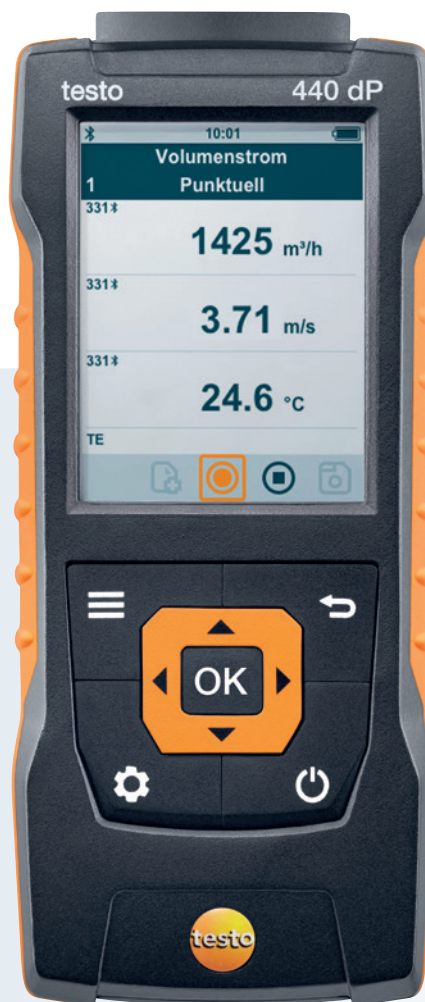 testo 440 dP
10:01
Volumenstrom
1 Punktuell
331
1425 m³/h
331
3.71 m/s
331
24.6 °C
TE
OK
testo